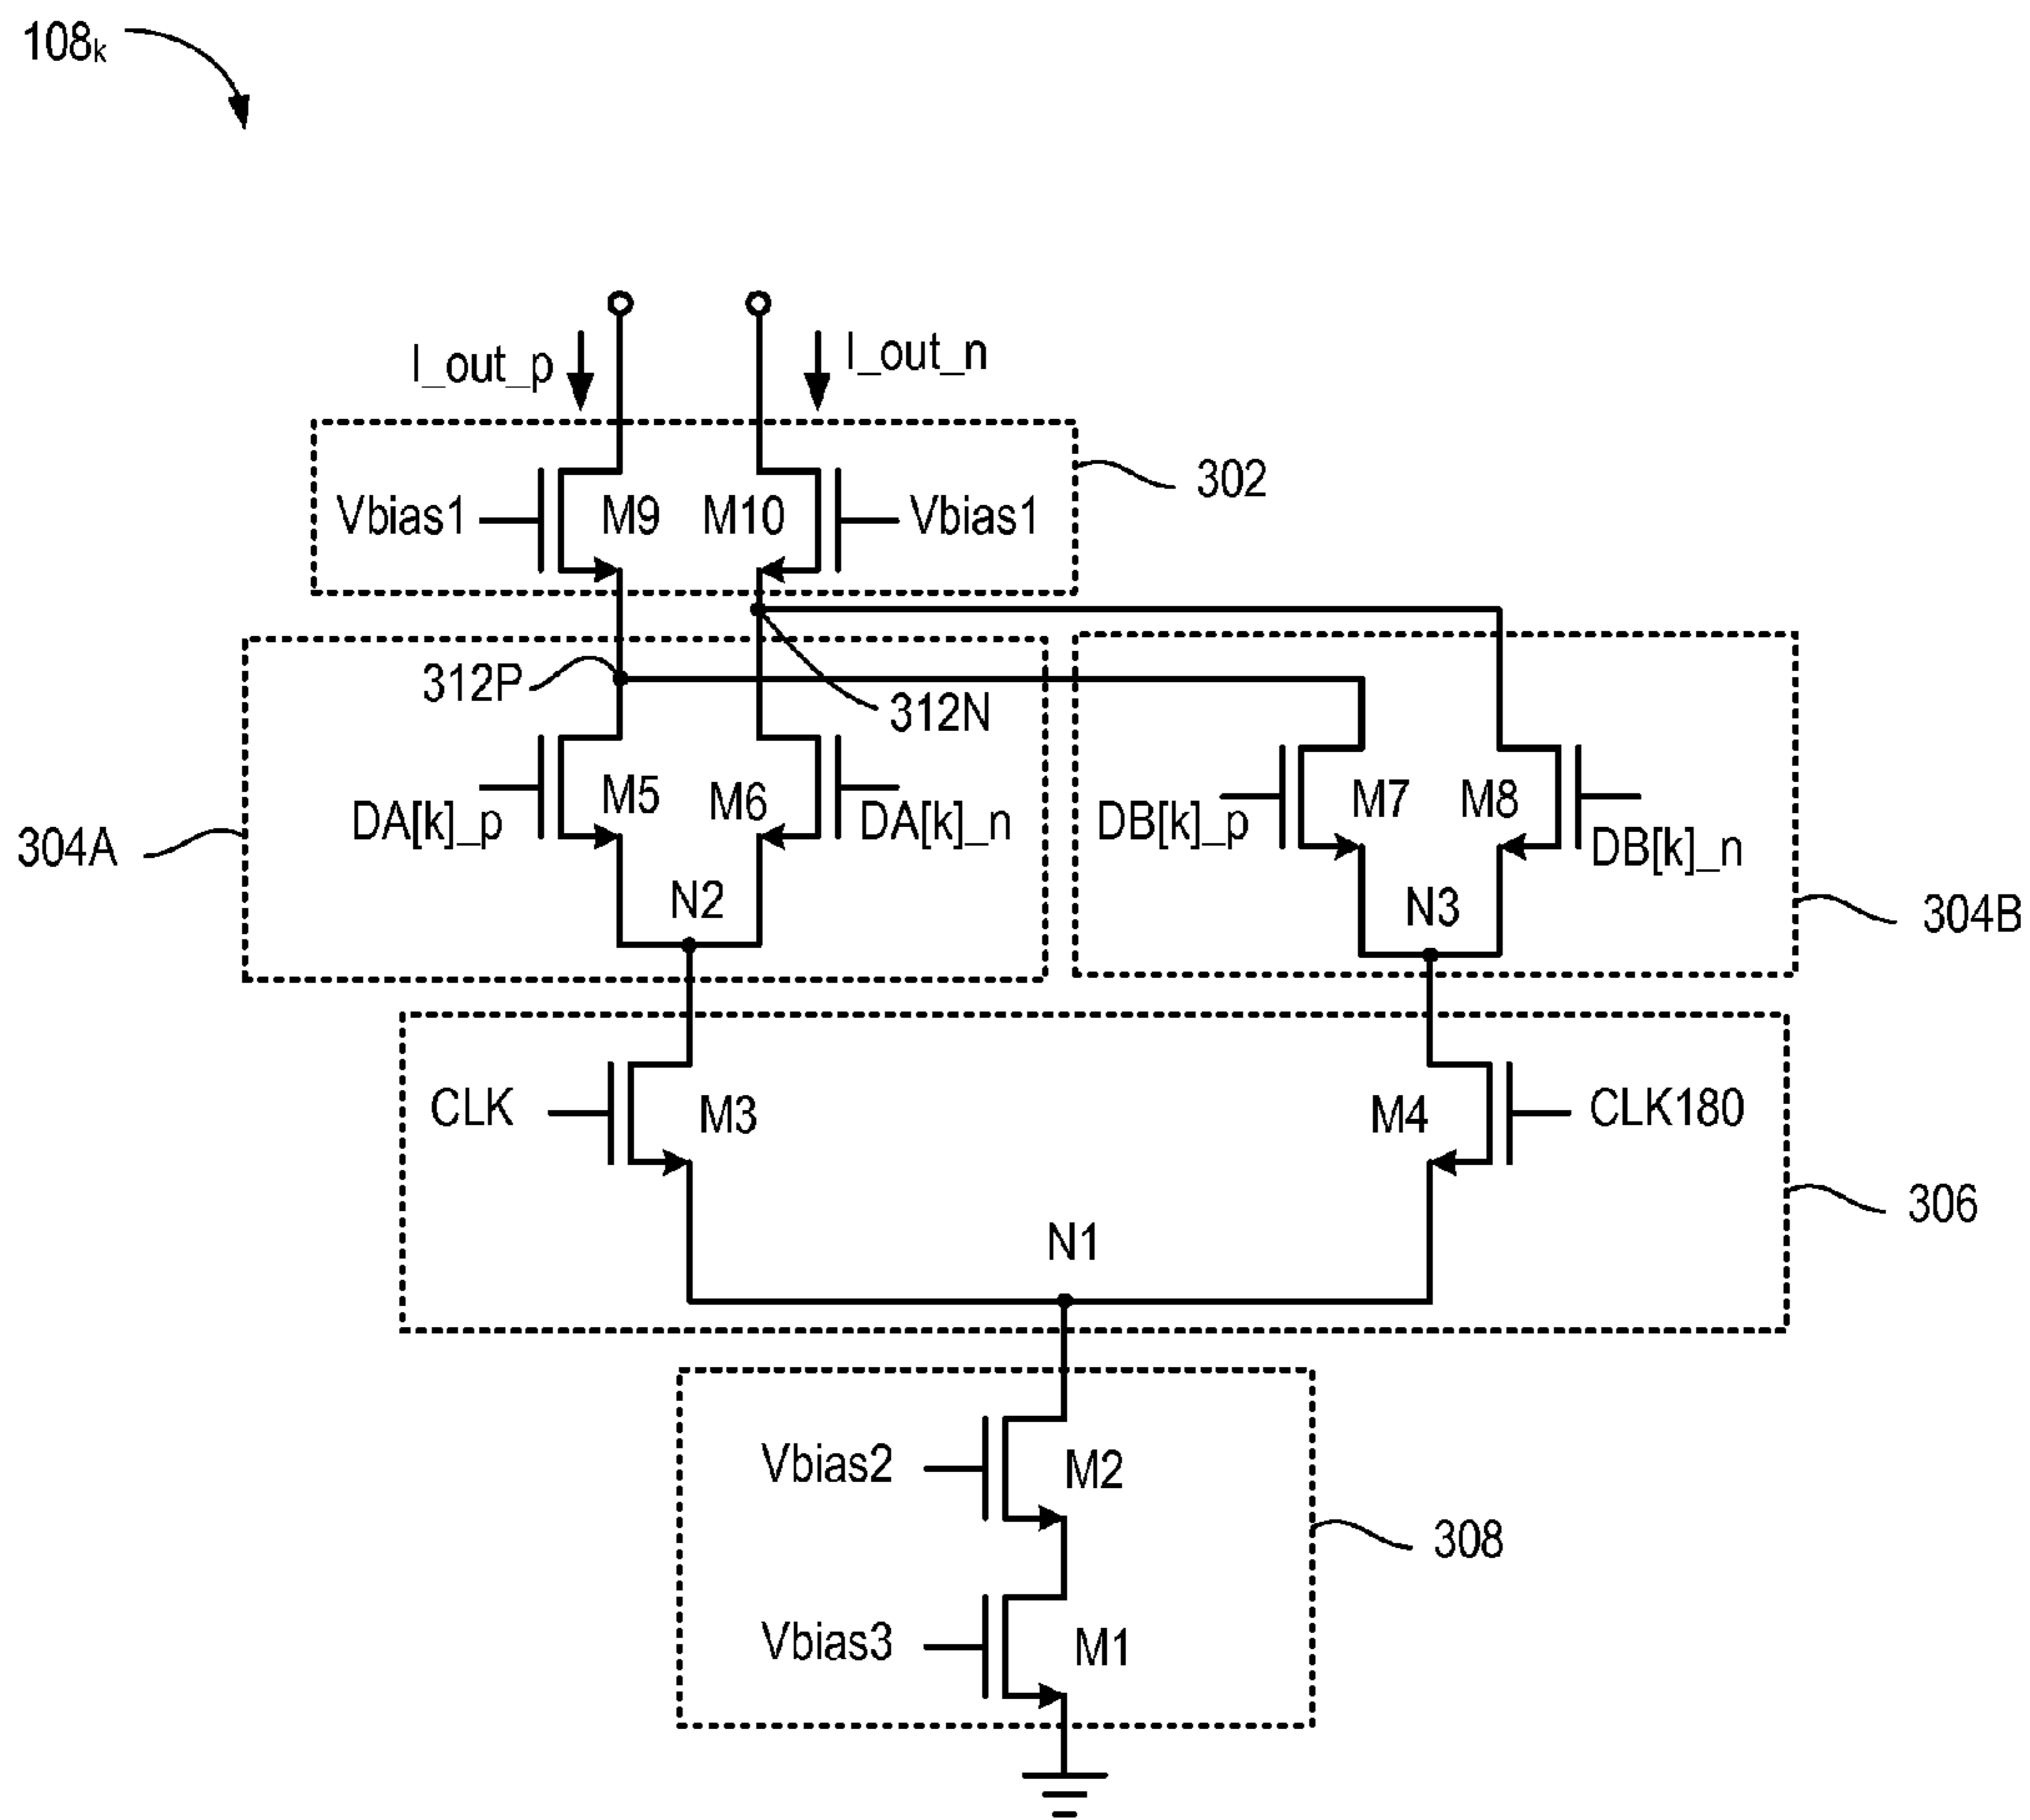 108k
I_out_p
I_out_n
302
Vbias1
M9
M10
Vbias1
312P
312N
M5
M6
M7
M8
DA[k]_p
DA[k]_n
DB[k]_p
DB[k]_n
304A
N2
N3
304B
CLK
M3
M4
CLK180
306
N1
Vbias2
M2
308
Vbias3
M1